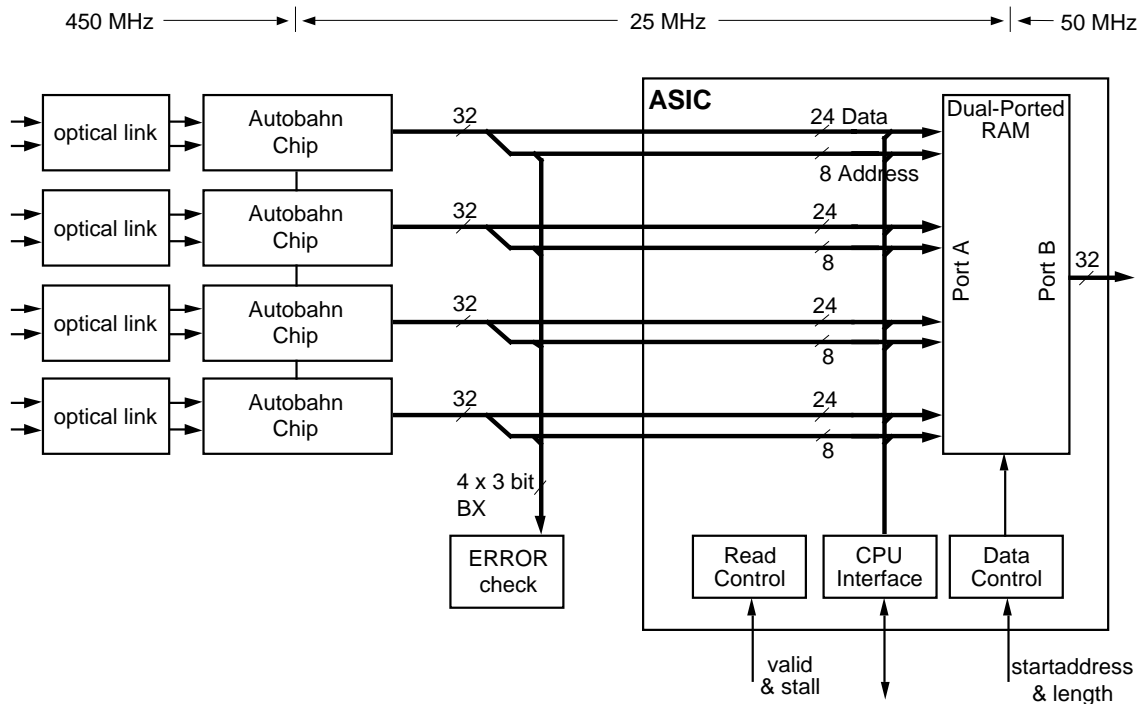 450 MHz
25 MHz
50 MHz
ASIC
Dual-Ported
RAM
optical link
Autobahn
Chip
32
24 Data
8 Address
optical link
Autobahn
Chip
32
24
8
Port A
Port B
32
optical link
Autobahn
Chip
32
24
8
optical link
Autobahn
Chip
32
24
8
4 x 3 bit
BX
ERROR
check
Read
Control
CPU
Interface
Data
Control
valid
& stall
startaddress
& length